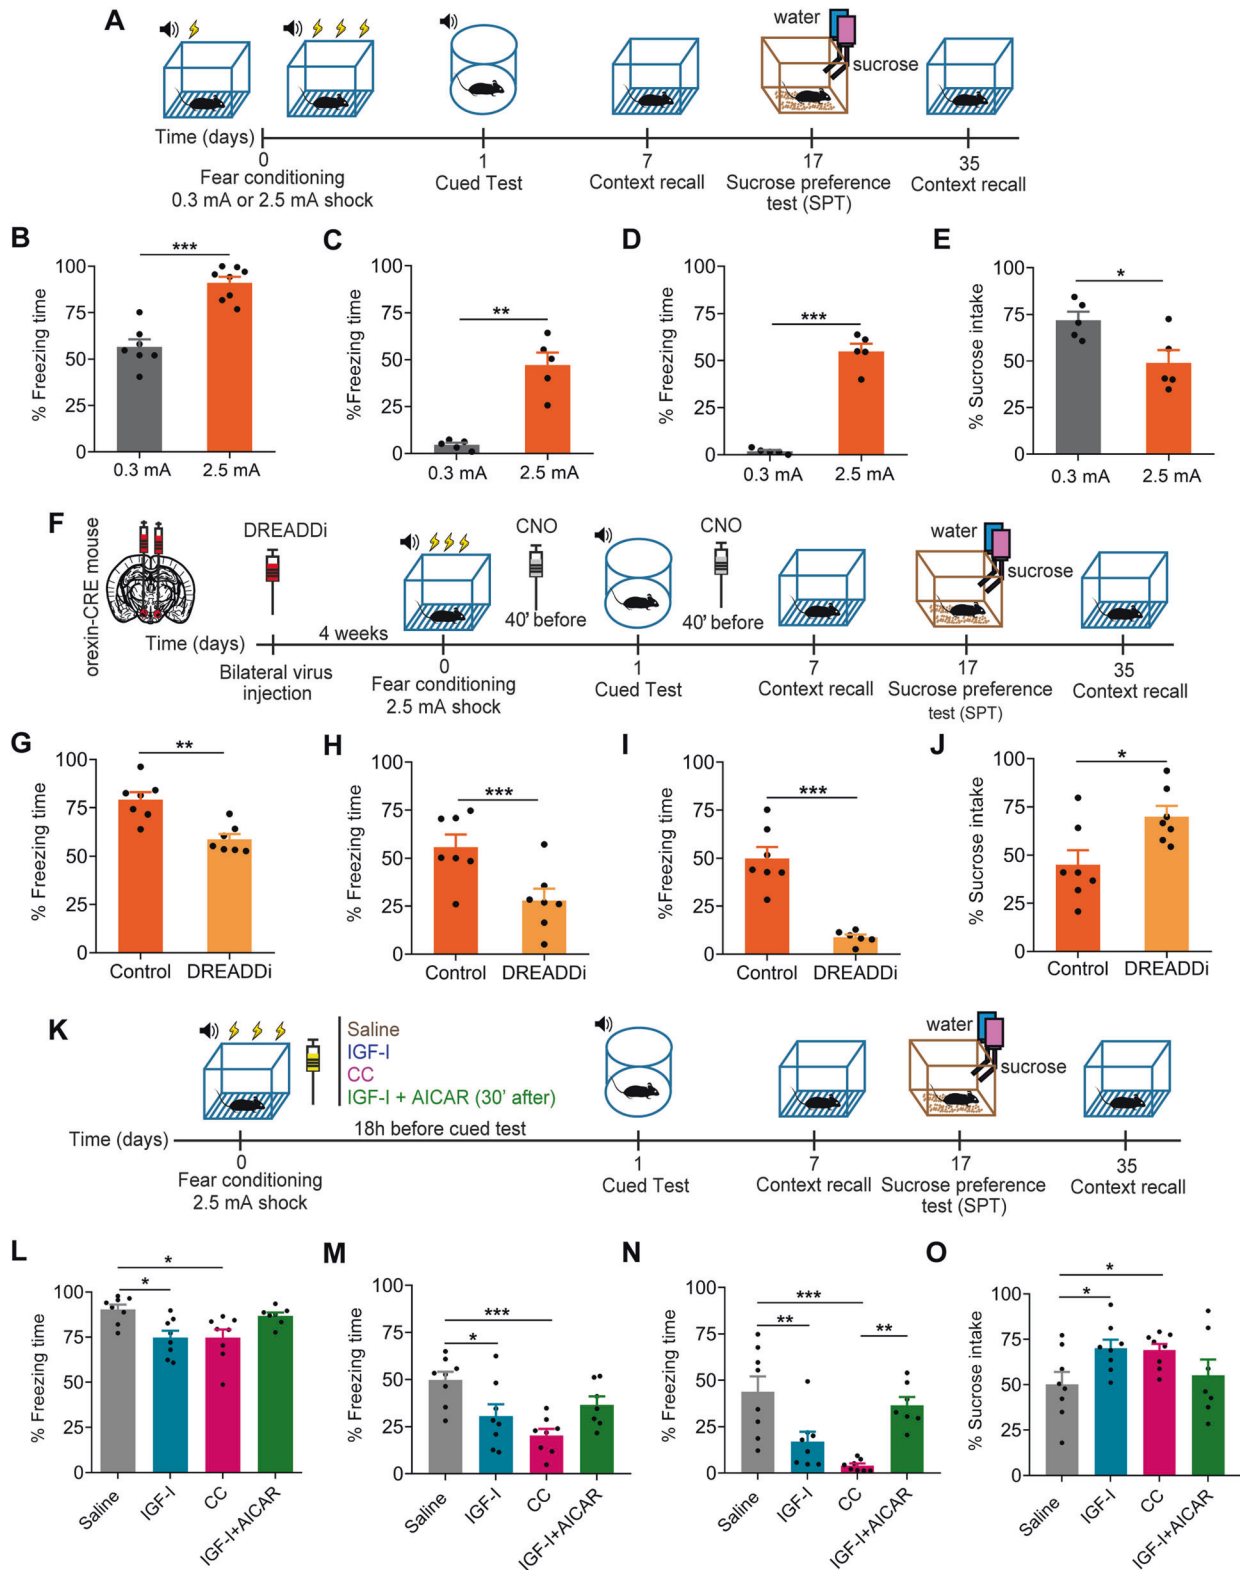 A
water
sucrose
Time (days)
0
1
7
17
35
Fear conditioning
0.3 mA or 2.5 mA shock
Cued Test
Context recall
Sucrose preference
test (SPT)
Context recall
B
***
% Freezing time
100
75
50
25
0
0.3 mA
2.5 mA
C
**
%Freezing time
100
75
50
25
0
0.3 mA
2.5 mA
D
***
% Freezing time
100
75
50
25
0
0.3 mA
2.5 mA
E
*
% Sucrose intake
100
75
50
25
0
0.3 mA
2.5 mA
F
orexin-CRE mouse
DREADDi
CNO
40' before
CNO
40' before
water
sucrose
Time (days)
4 weeks
Bilateral virus
injection
0
Fear conditioning
2.5 mA shock
1
Cued Test
7
Context recall
17
Sucrose preference
test (SPT)
35
Context recall
G
**
% Freezing time
100
75
50
25
0
Control
DREADDi
H
***
% Freezing time
100
75
50
25
0
Control
DREADDi
I
***
%Freezing time
100
75
50
25
0
Control
DREADDi
J
*
% Sucrose intake
100
75
50
25
0
Control
DREADDi
K
Saline
IGF-I
CC
IGF-I + AICAR (30' after)
18h before cued test
water
sucrose
Time (days)
0
Fear conditioning
2.5 mA shock
1
Cued Test
7
Context recall
17
Sucrose preference
test (SPT)
35
Context recall
L
*
*
% Freezing time
100
75
50
25
0
Saline
IGF-I
CC
IGF-I+AICAR
M
***
*
% Freezing time
100
75
50
25
0
Saline
IGF-I
CC
IGF-I+AICAR
N
***
**
**
% Freezing time
100
75
50
25
0
Saline
IGF-I
CC
IGF-I+AICAR
O
*
*
% Sucrose intake
100
75
50
25
0
Saline
IGF-I
CC
IGF-I+AICAR